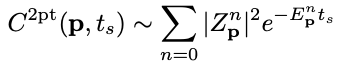 C^{2pt}(𝐩, t_s) ∼ ∑_{n=0} |Z^n_𝐩|^2 e^{−E^n_𝐩 t_s}